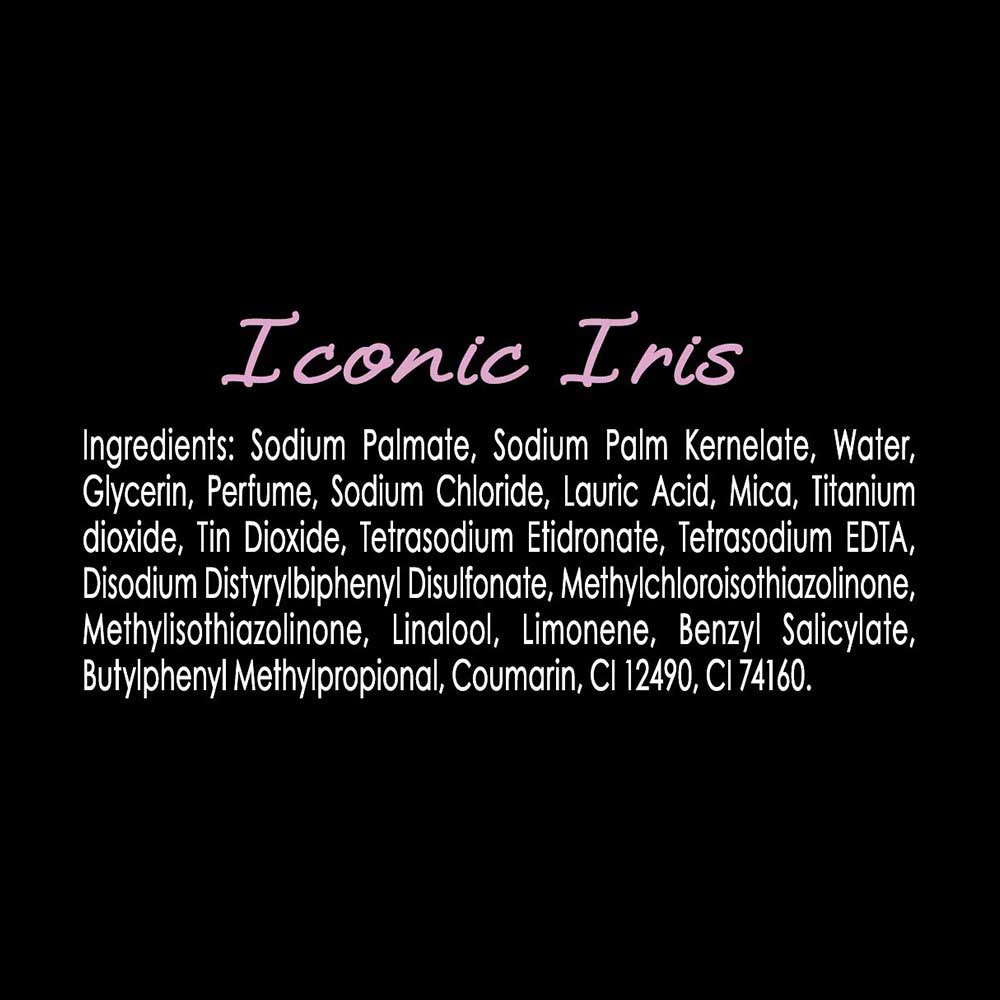 Iconic Iris
Ingredients: Sodium Palmate, Sodium Palm Kernelate, Water,
Glycerin, Perfume, Sodium Chloride, Lauric Acid, Mica, Titanium
dioxide, Tin Dioxide, Tetrasodium Etidronate, Tetrasodium EDTA,
Disodium Distyrylbiphenyl Disulfonate, Methylchloroisothiazolinone,
Methylisothiazolinone, Linalool, Limonene, Benzyl Salicylate,
Butylphenyl Methylpropional, Coumarin, CI 12490, CI 74160.